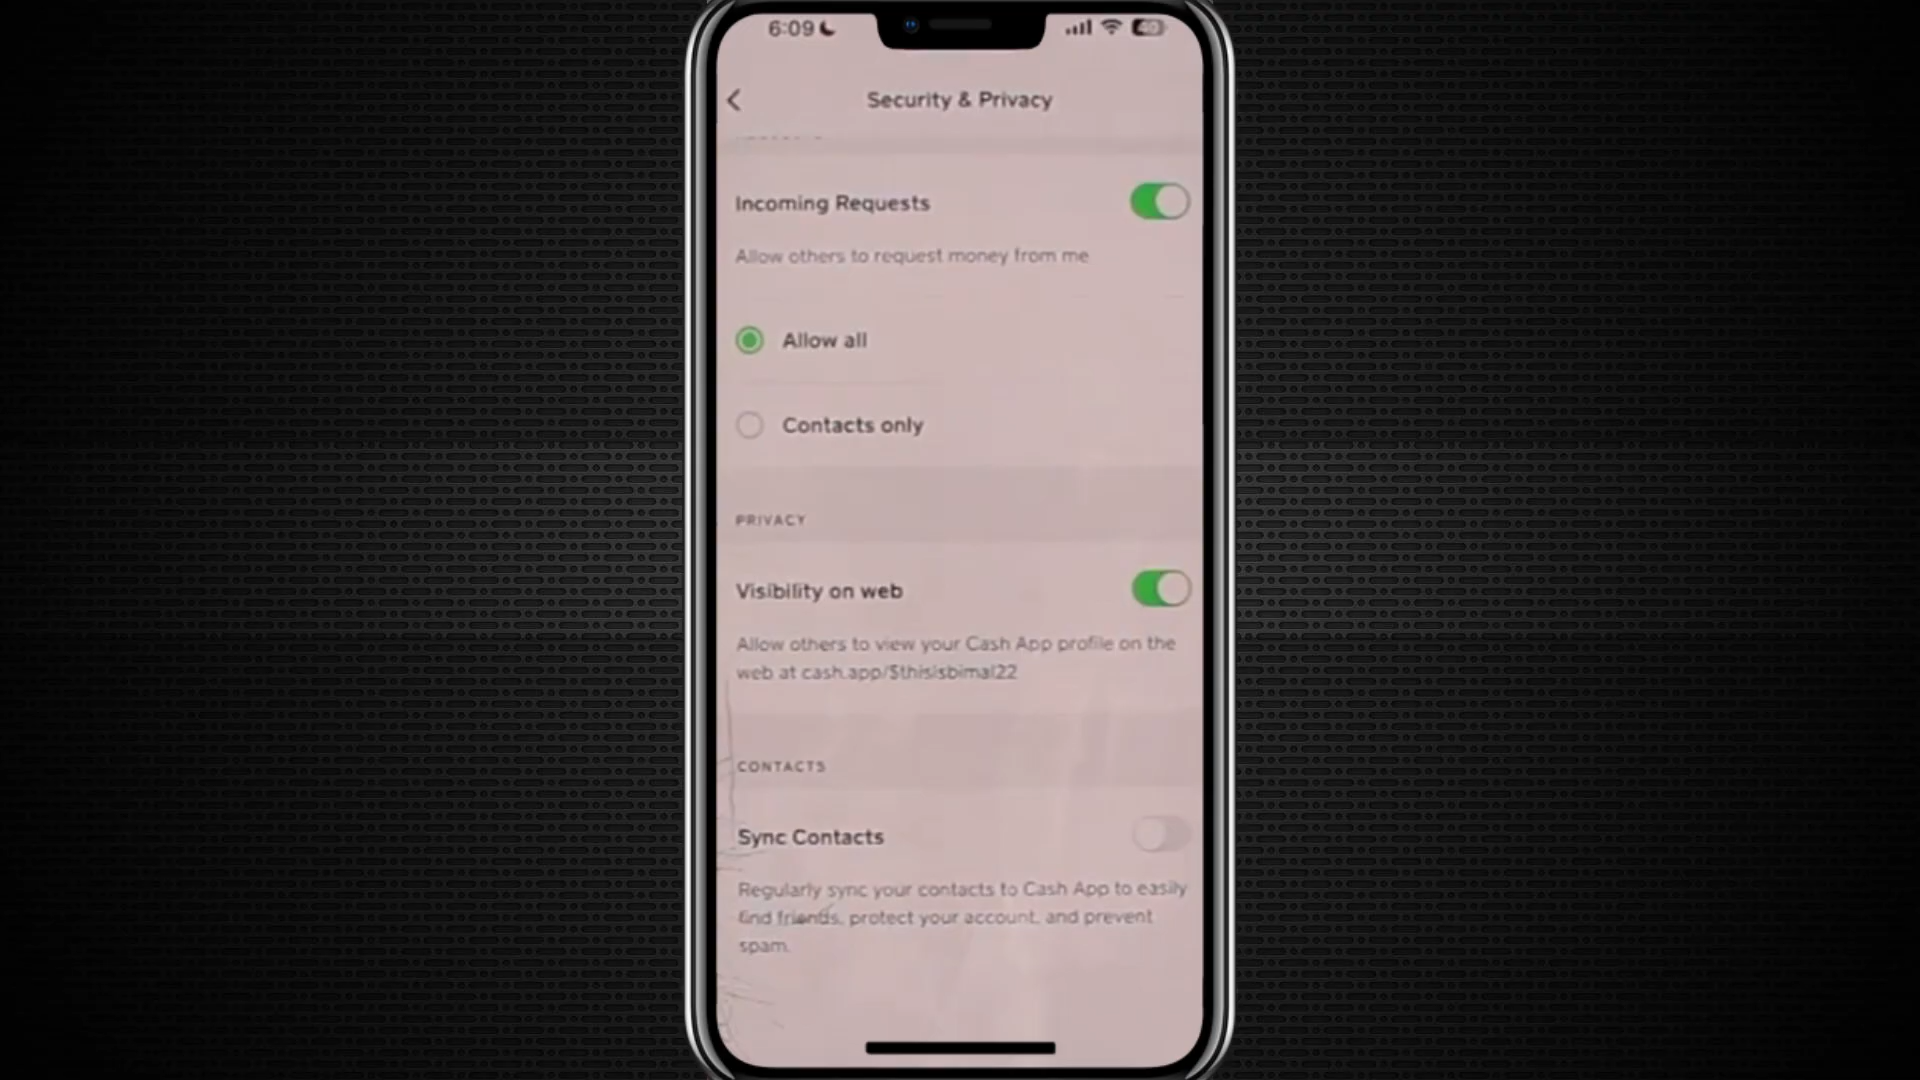 6:09
Security & Privacy
Incoming Requests
Allow others to request money from me
Allow all
Contacts only
PRIVACY
Visibility on web
Allow others to view your Cash App profile on the
web at cash.app/$thisisbimal22
CONTACTS
Sync Contacts
Regularly sync your contacts to Cash App to easily
find friends, protect your account, and prevent
spam.